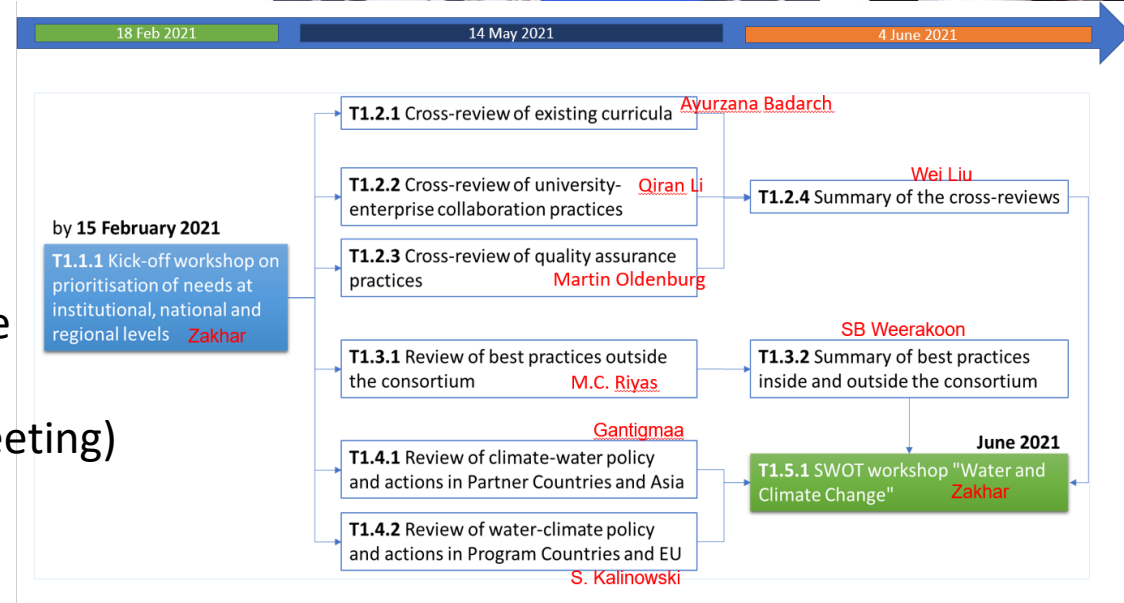 18 Feb 2021
14 May 2021
4 June 2021
Ayurzana Badarch
T1.2.1 Cross-review of existing curricula
T1.2.2 Cross-review of university-
enterprise collaboration practices
Qiran Li
Wei Liu
T1.2.4 Summary of the cross-reviews
by 15 February 2021
T1.1.1 Kick-off workshop on
prioritisation of needs at
institutional, national and
regional levels
Zakhar
T1.2.3 Cross-review of quality assurance
practices
Martin Oldenburg
e
SB Weerakoon
T1.3.1 Review of best practices outside
the consortium
M.C. Riyas
T1.3.2 Summary of best practices
inside and outside the consortium
eeting)
Gantigmaa
T1.4.1 Review of climate-water policy
and actions in Partner Countries and Asia
June 2021
T1.5.1 SWOT workshop "Water and
Climate Change"
Zakhar
T1.4.2 Review of water-climate policy
and actions in Program Countries and EU
S. Kalinowski